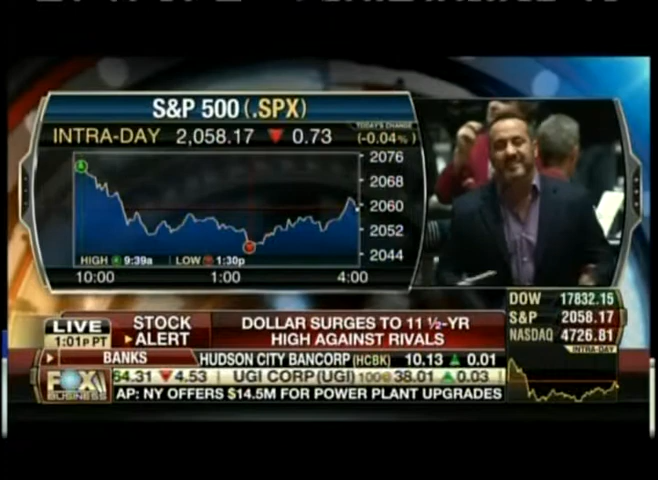 S&P 500 (.SPX)
INTRA-DAY 2,058.17 ▼ 0.73 TODAY'S CHANGE (-0.04%)
2076
2068
2060
2052
2044
HIGH 9:39a LOW 1:30p
10:00 1:00 4:00
DOW 17832.15
S&P 2058.17
NASDAQ 4726.81
INTRA-DAY
LIVE
1:01P PT
STOCK
ALERT
DOLLAR SURGES TO 11 ½-YR
HIGH AGAINST RIVALS
BANKS HUDSON CITY BANCORP (HCBK) 10.13 ▲ 0.01
FOX
BUSINESS
64.31 ▼ 4.53 UGI CORP (UGI) 100@ 38.01 ▲ 0.03
AP: NY OFFERS $14.5M FOR POWER PLANT UPGRADES